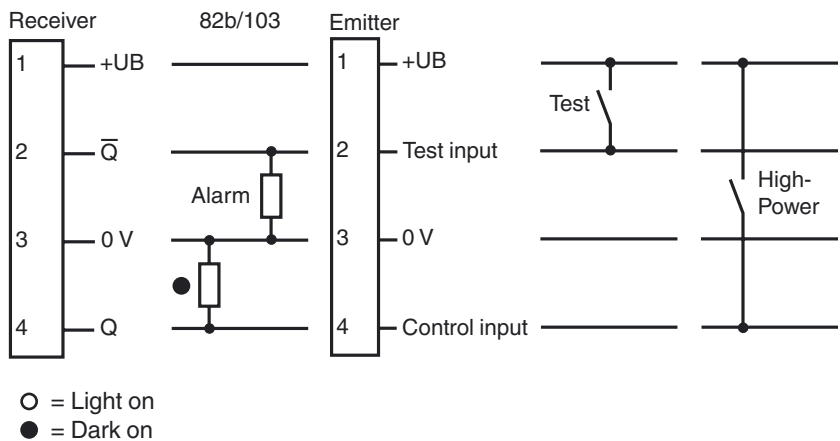 Receiver
82b/103
Emitter
1
+UB
1
+UB
Test
2
Q̅
2
Test input
Alarm
High-
Power
3
0 V
3
0 V
4
Q
4
Control input
= Light on
= Dark on